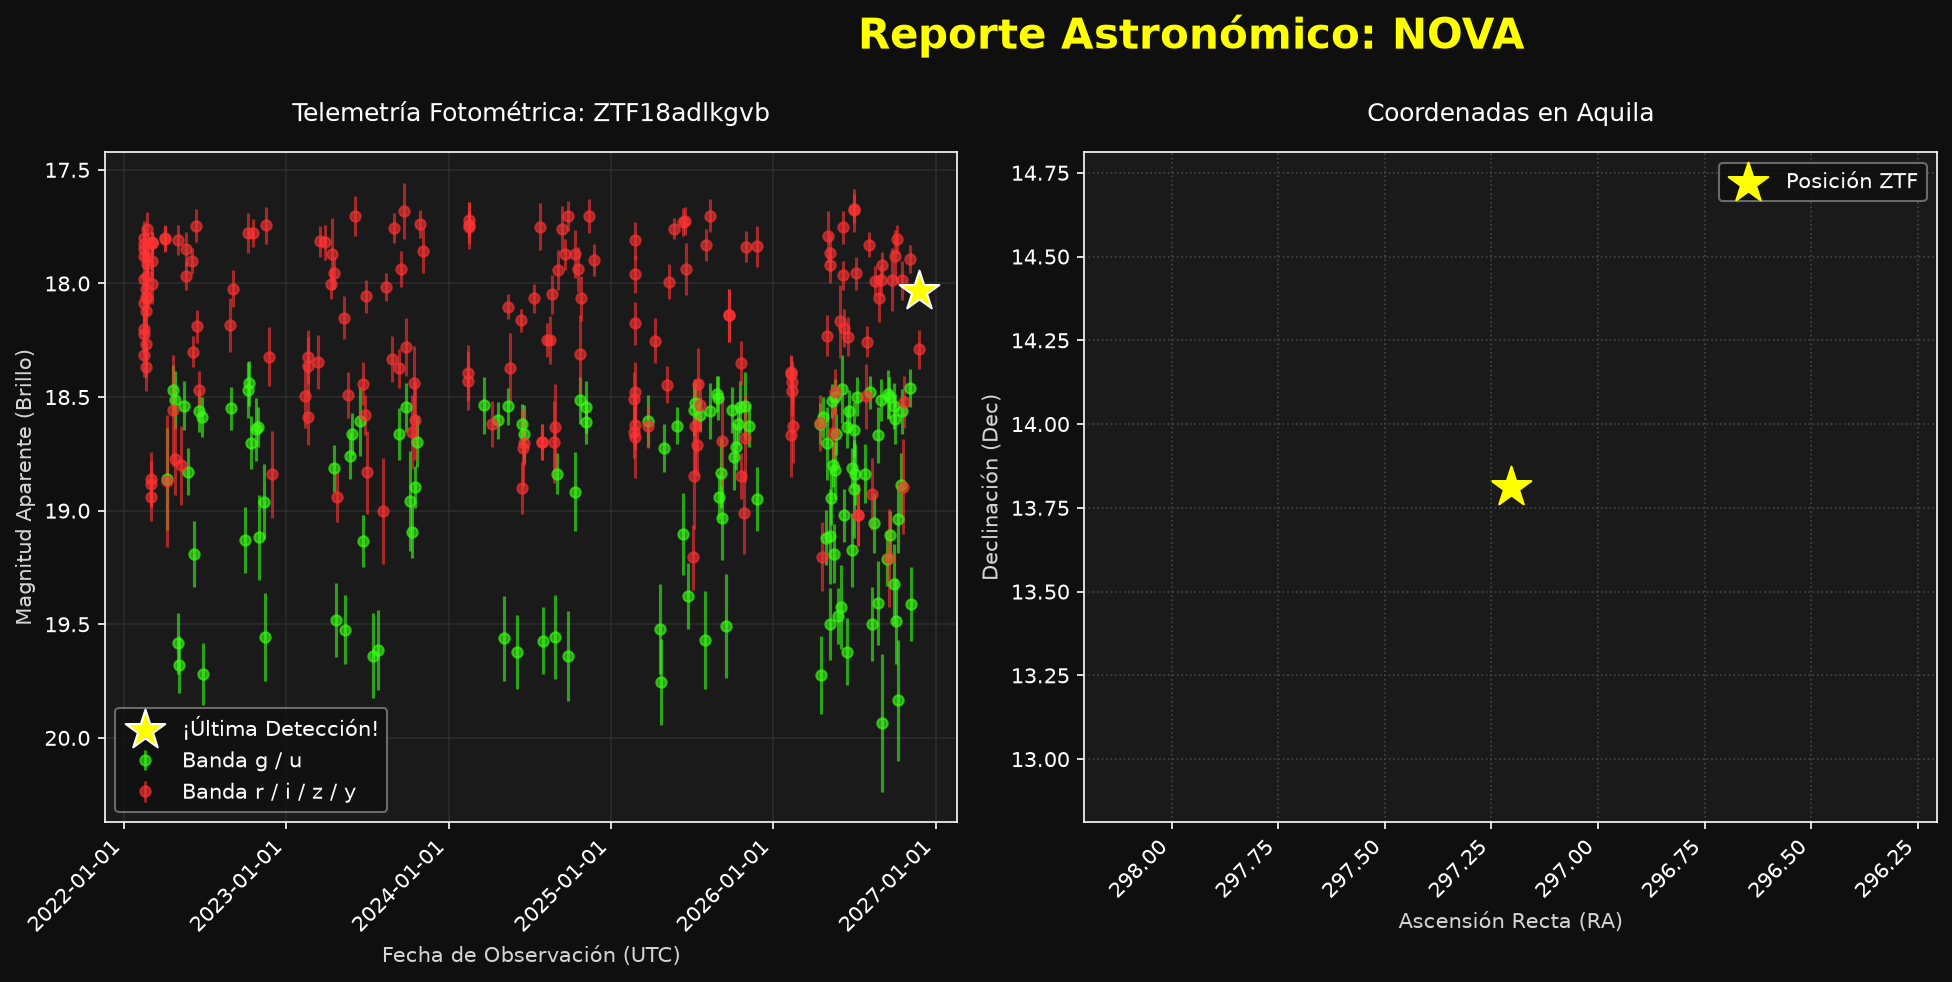 Reporte Astronómico: NOVA
Telemetría Fotométrica: ZTF18adlkgvb
Magnitud Aparente (Brillo)
17.5
18.0
18.5
19.0
19.5
20.0
¡Última Detección!
Banda g / u
Banda r / i / z / y
2022-01-01
2023-01-01
2024-01-01
2025-01-01
2026-01-01
2027-01-01
Fecha de Observación (UTC)
Coordenadas en Aquila
Declinación (Dec)
14.75
14.50
14.25
14.00
13.75
13.50
13.25
13.00
Posición ZTF
298.00
297.75
297.50
297.25
297.00
296.75
296.50
296.25
Ascensión Recta (RA)